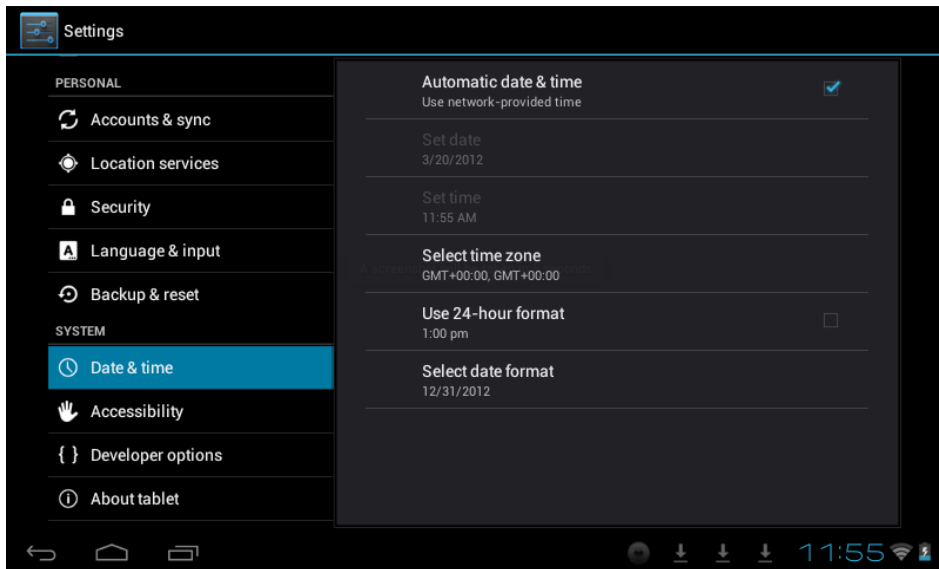 Settings
PERSONAL
Accounts & sync
Location services
Security
Language & input
Backup & reset
SYSTEM
Date & time
Accessibility
Developer options
About tablet
Automatic date & time
Use network-provided time
Set date
3/20/2012
Set time
11:55 AM
Select time zone
GMT+00:00, GMT+00:00
Use 24-hour format
1:00 pm
Select date format
12/31/2012
11:55